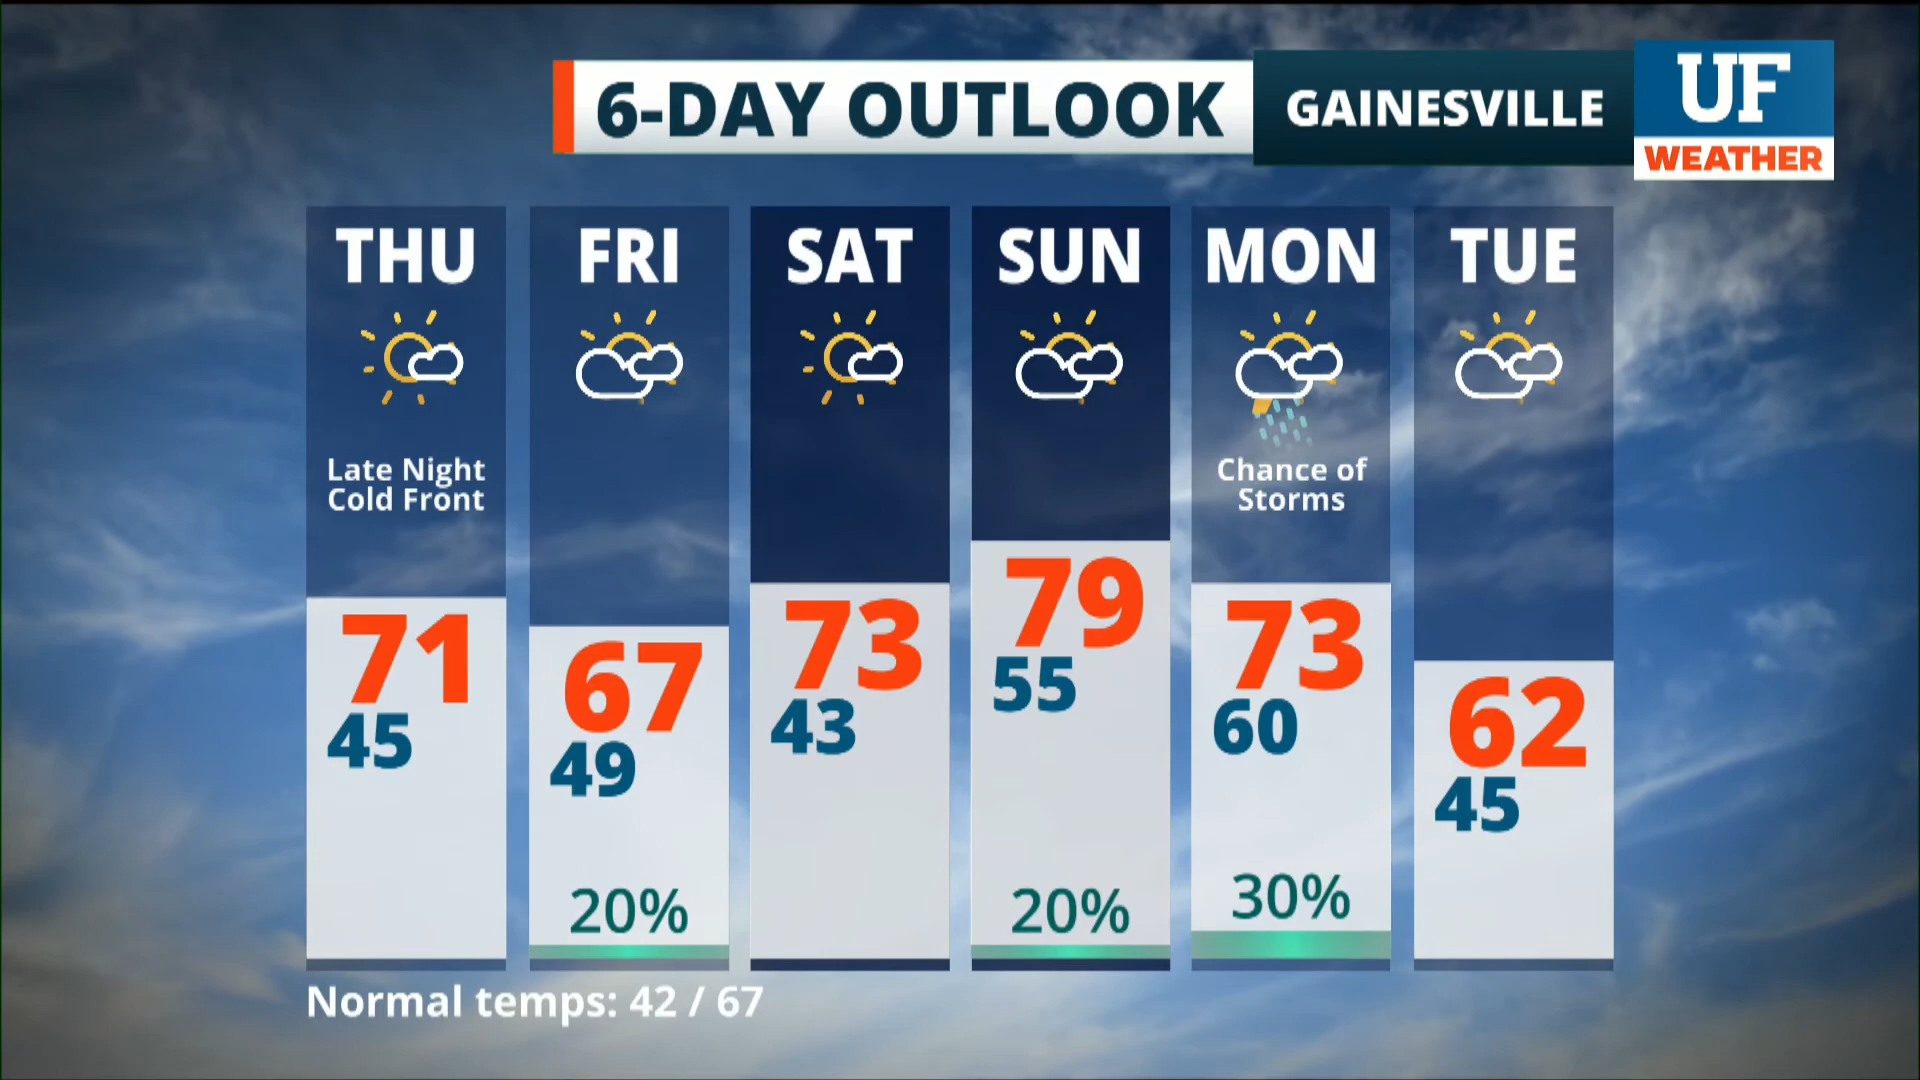 6-DAY OUTLOOK
GAINESVILLE
UF
WEATHER
THU
FRI
SAT
SUN
MON
TUE
Late Night
Cold Front
Chance of
Storms
71
45
67
49
73
43
79
55
73
60
62
45
20%
20%
30%
Normal temps: 42 / 67